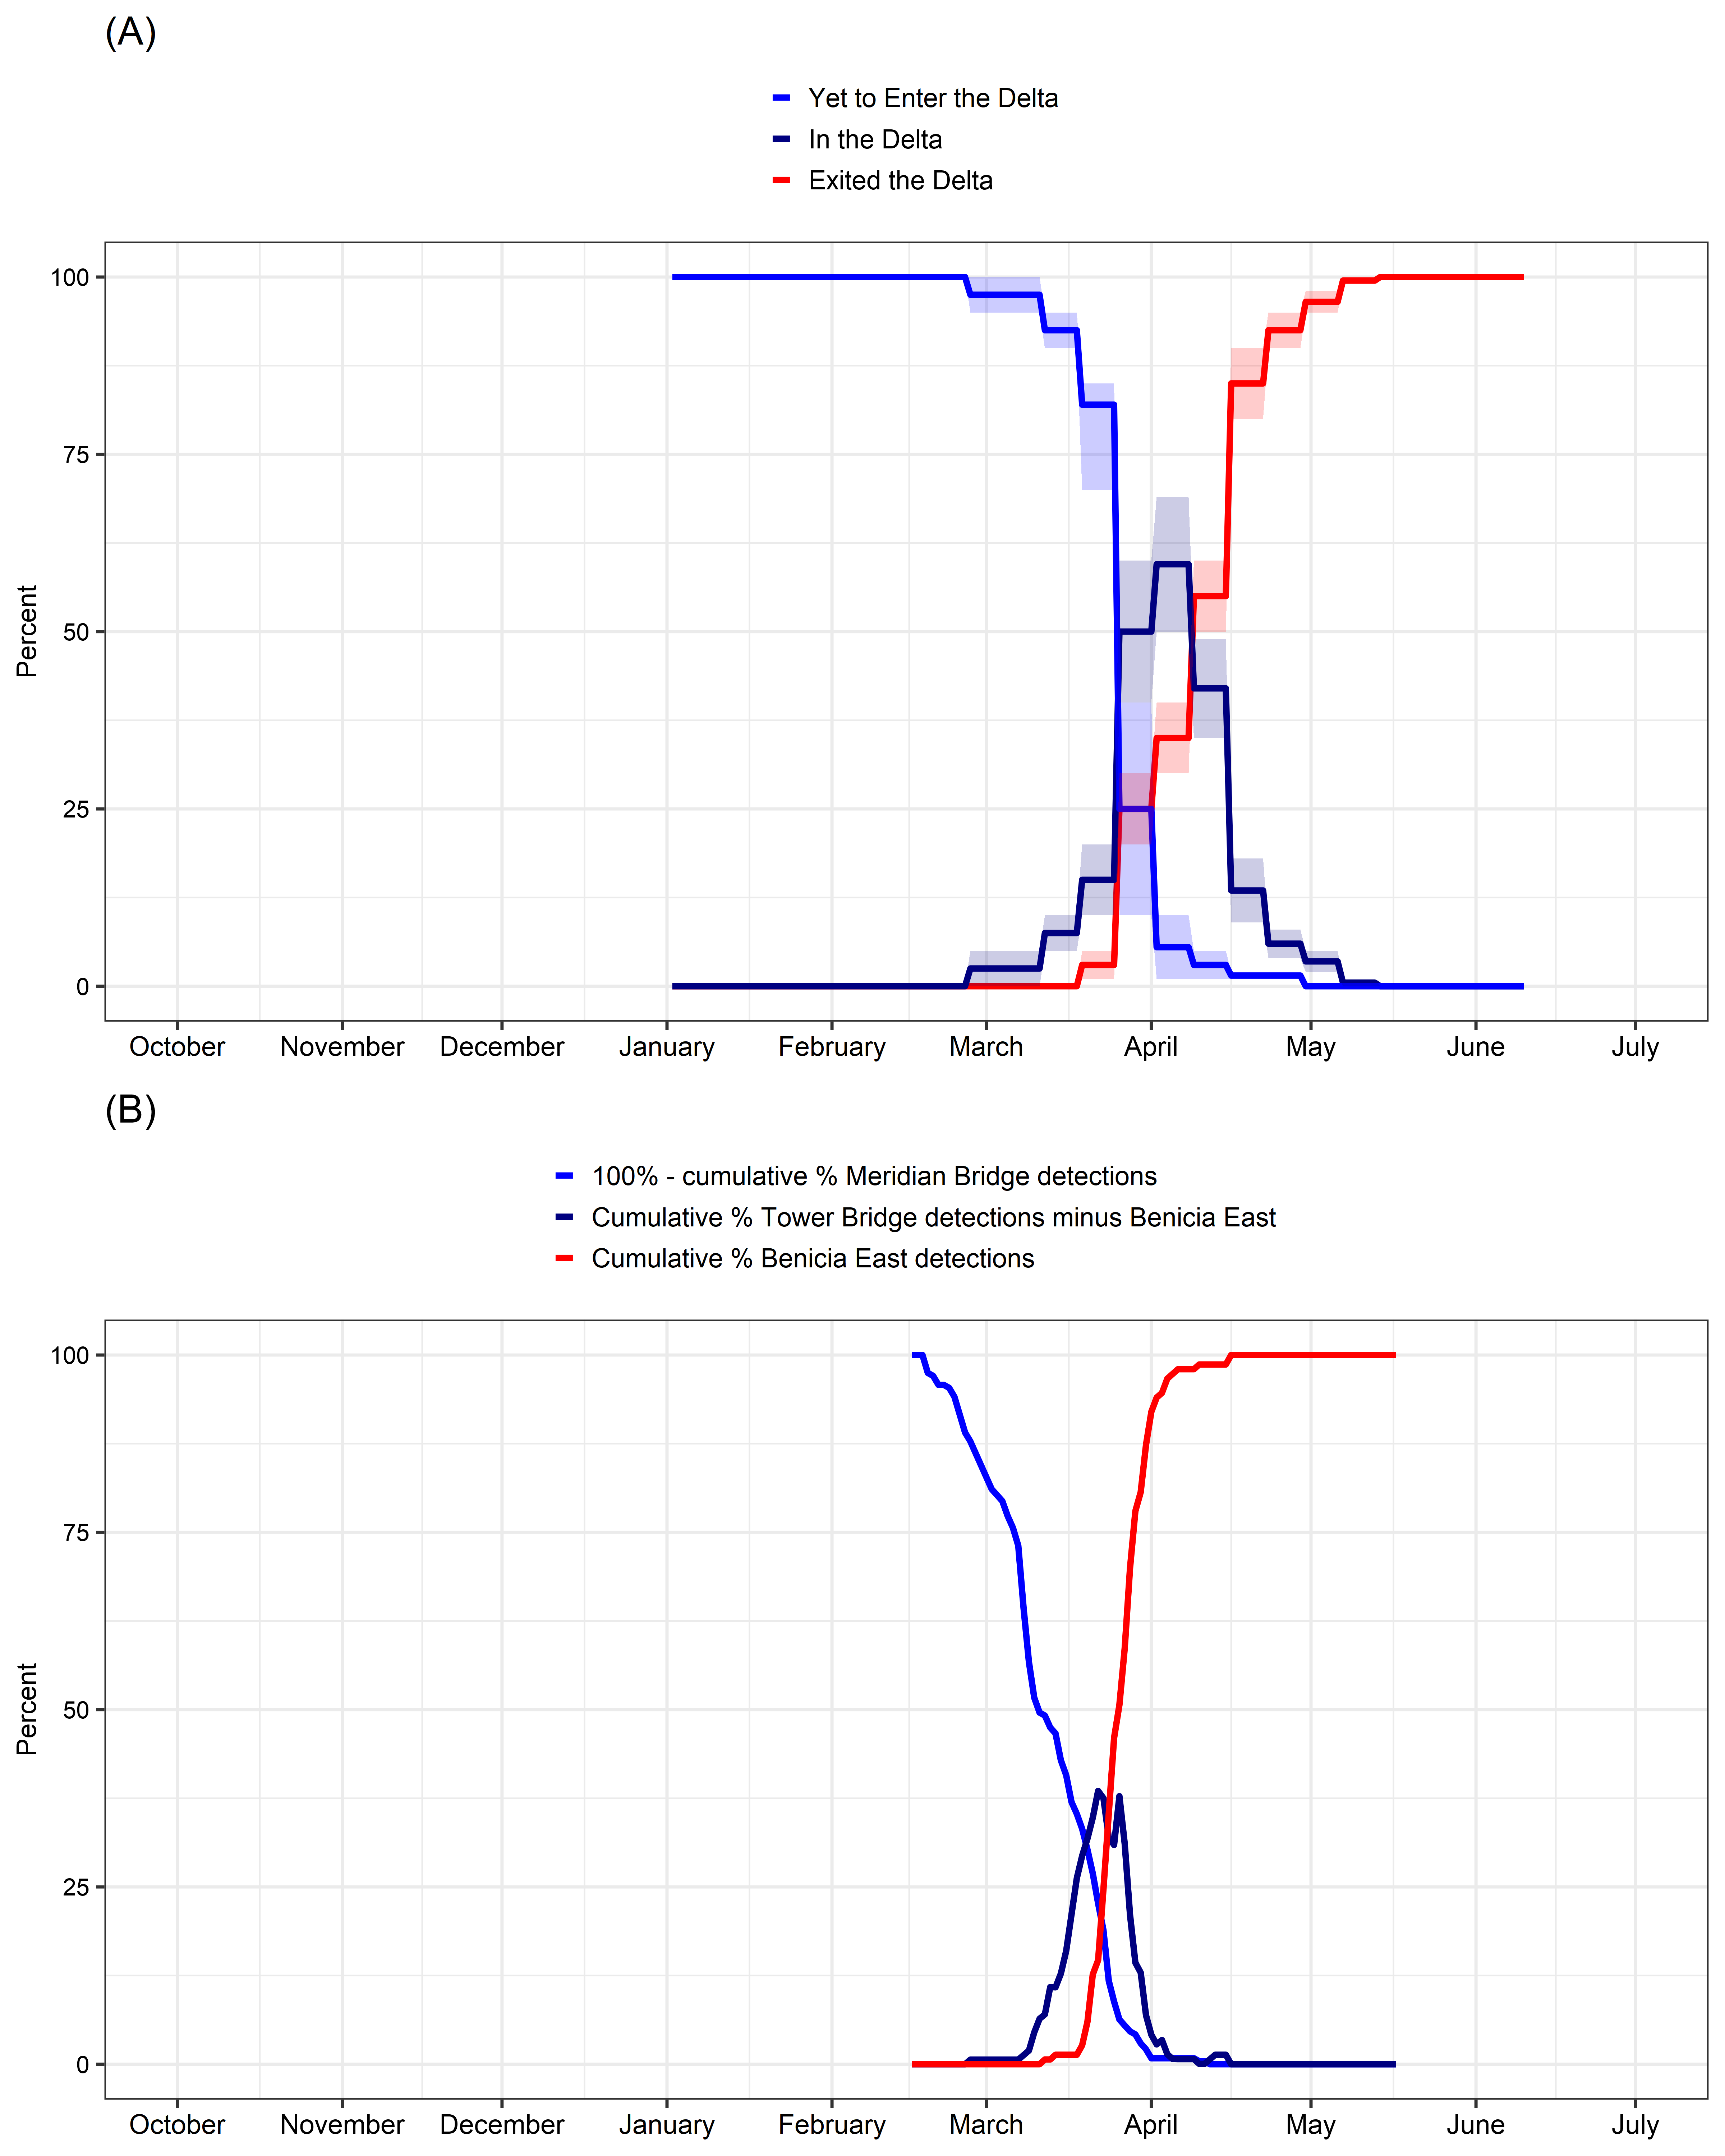 (A)
Yet to Enter the Delta
In the Delta
Exited the Delta
100
75
50
25
0
Percent
October November December January February March April May June July
(B)
100% - cumulative % Meridian Bridge detections
Cumulative % Tower Bridge detections minus Benicia East
Cumulative % Benicia East detections
100
75
50
25
0
Percent
October November December January February March April May June July